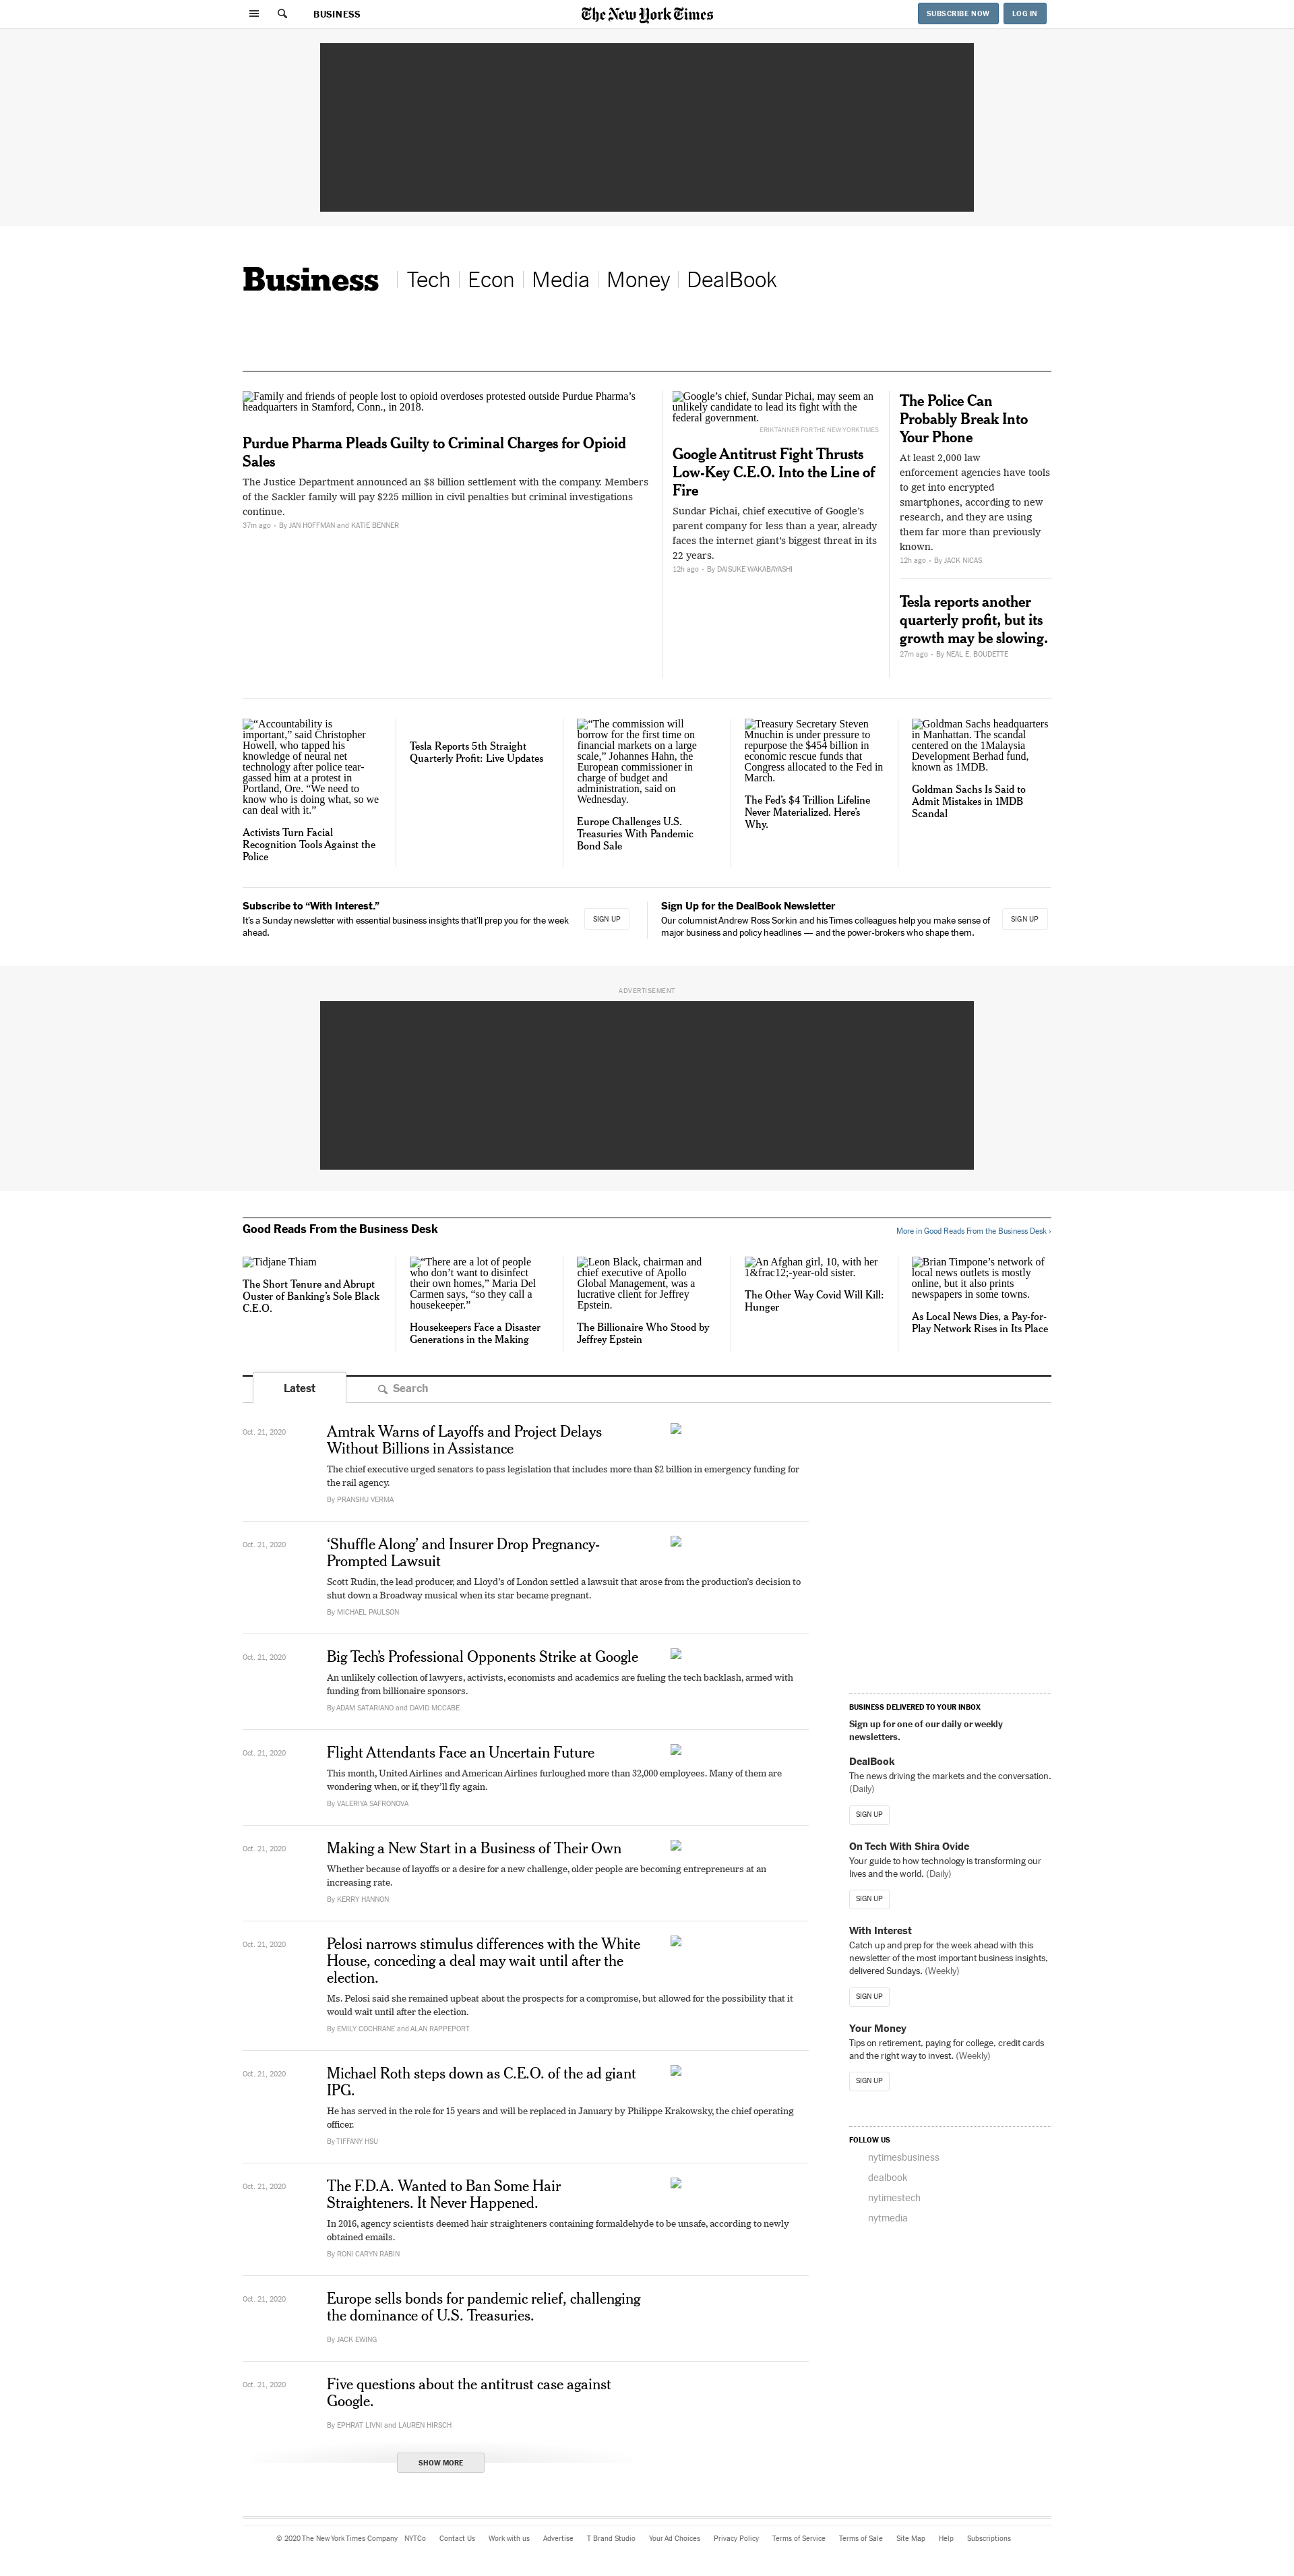 BUSINESS
The New York Times
SUBSCRIBE NOW
LOG IN
Business
Tech
Econ
Media
Money
DealBook
Family and friends of people lost to opioid overdoses protested outside Purdue Pharma’s
headquarters in Stamford, Conn., in 2018.
Purdue Pharma Pleads Guilty to Criminal Charges for Opioid
Sales
The Justice Department announced an $8 billion settlement with the company. Members
of the Sackler family will pay $225 million in civil penalties but criminal investigations
continue.
37m ago • By JAN HOFFMAN and KATIE BENNER
Google’s chief, Sundar Pichai, may seem an
unlikely candidate to lead its fight with the
federal government.
ERIK TANNER FOR THE NEW YORK TIMES
Google Antitrust Fight Thrusts
Low-Key C.E.O. Into the Line of
Fire
Sundar Pichai, chief executive of Google’s
parent company for less than a year, already
faces the internet giant’s biggest threat in its
22 years.
12h ago • By DAISUKE WAKABAYASHI
The Police Can
Probably Break Into
Your Phone
At least 2,000 law
enforcement agencies have tools
to get into encrypted
smartphones, according to new
research, and they are using
them far more than previously
known.
12h ago • By JACK NICAS
Tesla reports another
quarterly profit, but its
growth may be slowing.
27m ago • By NEAL E. BOUDETTE
“Accountability is
important,” said Christopher
Howell, who tapped his
knowledge of neural net
technology after police tear-
gassed him at a protest in
Portland, Ore. “We need to
know who is doing what, so we
can deal with it.”
Activists Turn Facial
Recognition Tools Against the
Police
Tesla Reports 5th Straight
Quarterly Profit: Live Updates
“The commission will
borrow for the first time on
financial markets on a large
scale,” Johannes Hahn, the
European commissioner in
charge of budget and
administration, said on
Wednesday.
Europe Challenges U.S.
Treasuries With Pandemic
Bond Sale
Treasury Secretary Steven
Mnuchin is under pressure to
repurpose the $454 billion in
economic rescue funds that
Congress allocated to the Fed in
March.
The Fed’s $4 Trillion Lifeline
Never Materialized. Here’s
Why.
Goldman Sachs headquarters
in Manhattan. The scandal
centered on the 1Malaysia
Development Berhad fund,
known as 1MDB.
Goldman Sachs Is Said to
Admit Mistakes in 1MDB
Scandal
Subscribe to “With Interest.”
It’s a Sunday newsletter with essential business insights that’ll prep you for the week
ahead.
SIGN UP
Sign Up for the DealBook Newsletter
Our columnist Andrew Ross Sorkin and his Times colleagues help you make sense of
major business and policy headlines — and the power-brokers who shape them.
SIGN UP
ADVERTISEMENT
Good Reads From the Business Desk
More in Good Reads From the Business Desk ›
Tidjane Thiam
The Short Tenure and Abrupt
Ouster of Banking’s Sole Black
C.E.O.
“There are a lot of people
who don’t want to disinfect
their own homes,” Maria Del
Carmen says, “so they call a
housekeeper.”
Housekeepers Face a Disaster
Generations in the Making
Leon Black, chairman and
chief executive of Apollo
Global Management, was a
lucrative client for Jeffrey
Epstein.
The Billionaire Who Stood by
Jeffrey Epstein
An Afghan girl, 10, with her
1&frac12;-year-old sister.
The Other Way Covid Will Kill:
Hunger
Brian Timpone’s network of
local news outlets is mostly
online, but it also prints
newspapers in some towns.
As Local News Dies, a Pay-for-
Play Network Rises in Its Place
Latest
Search
Oct. 21, 2020
Amtrak Warns of Layoffs and Project Delays
Without Billions in Assistance
The chief executive urged senators to pass legislation that includes more than $2 billion in emergency funding for
the rail agency.
By PRANSHU VERMA
Oct. 21, 2020
‘Shuffle Along’ and Insurer Drop Pregnancy-
Prompted Lawsuit
Scott Rudin, the lead producer, and Lloyd’s of London settled a lawsuit that arose from the production’s decision to
shut down a Broadway musical when its star became pregnant.
By MICHAEL PAULSON
Oct. 21, 2020
Big Tech’s Professional Opponents Strike at Google
An unlikely collection of lawyers, activists, economists and academics are fueling the tech backlash, armed with
funding from billionaire sponsors.
By ADAM SATARIANO and DAVID MCCABE
Oct. 21, 2020
Flight Attendants Face an Uncertain Future
This month, United Airlines and American Airlines furloughed more than 32,000 employees. Many of them are
wondering when, or if, they’ll fly again.
By VALERIYA SAFRONOVA
Oct. 21, 2020
Making a New Start in a Business of Their Own
Whether because of layoffs or a desire for a new challenge, older people are becoming entrepreneurs at an
increasing rate.
By KERRY HANNON
Oct. 21, 2020
Pelosi narrows stimulus differences with the White
House, conceding a deal may wait until after the
election.
Ms. Pelosi said she remained upbeat about the prospects for a compromise, but allowed for the possibility that it
would wait until after the election.
By EMILY COCHRANE and ALAN RAPPEPORT
Oct. 21, 2020
Michael Roth steps down as C.E.O. of the ad giant
IPG.
He has served in the role for 15 years and will be replaced in January by Philippe Krakowsky, the chief operating
officer.
By TIFFANY HSU
Oct. 21, 2020
The F.D.A. Wanted to Ban Some Hair
Straighteners. It Never Happened.
In 2016, agency scientists deemed hair straighteners containing formaldehyde to be unsafe, according to newly
obtained emails.
By RONI CARYN RABIN
Oct. 21, 2020
Europe sells bonds for pandemic relief, challenging
the dominance of U.S. Treasuries.
By JACK EWING
Oct. 21, 2020
Five questions about the antitrust case against
Google.
By EPHRAT LIVNI and LAUREN HIRSCH
SHOW MORE
BUSINESS DELIVERED TO YOUR INBOX
Sign up for one of our daily or weekly
newsletters.
DealBook
The news driving the markets and the conversation.
(Daily)
SIGN UP
On Tech With Shira Ovide
Your guide to how technology is transforming our
lives and the world. (Daily)
SIGN UP
With Interest
Catch up and prep for the week ahead with this
newsletter of the most important business insights,
delivered Sundays. (Weekly)
SIGN UP
Your Money
Tips on retirement, paying for college, credit cards
and the right way to invest. (Weekly)
SIGN UP
FOLLOW US
nytimesbusiness
dealbook
nytimestech
nytmedia
© 2020 The New York Times Company NYTCo Contact Us Work with us Advertise T Brand Studio Your Ad Choices Privacy Policy Terms of Service Terms of Sale Site Map Help Subscriptions